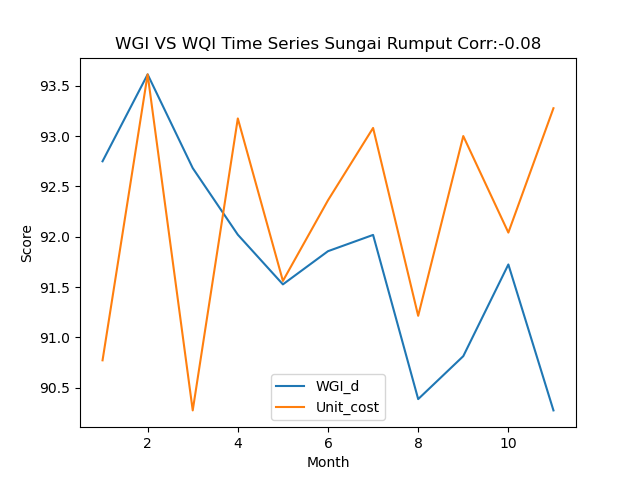 WGI VS WQI Time Series Sungai Rumput Corr:-0.08
Score
93.5
93.0
92.5
92.0
91.5
91.0
90.5
WGI_d
Unit_cost
2 4 6 8 10
Month